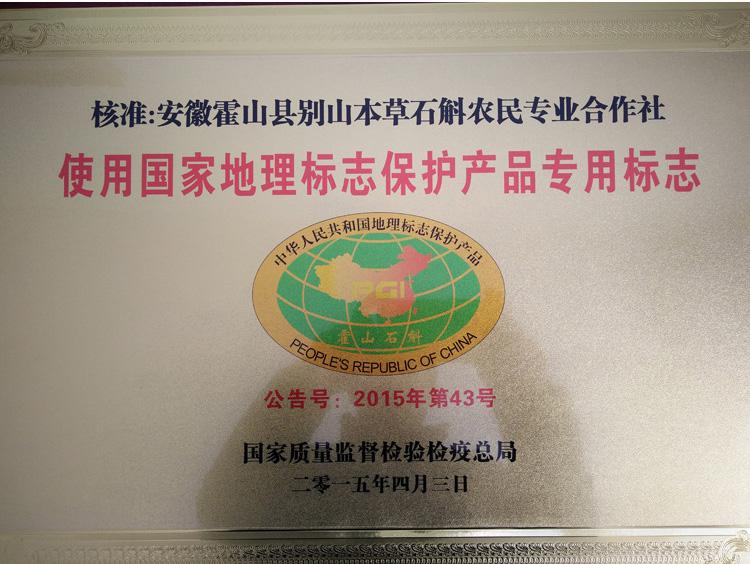 核准:安徽霍山县别山本草石斛农民专业合作社
使用国家地理标志保护产品专用标志
中华人民共和国地理标志保护产品
PGI
霍山石斛
PEOPLE'S REPUBLIC OF CHINA
公告号：2015年第43号
国家质量监督检验检疫总局
二零一五年四月三日